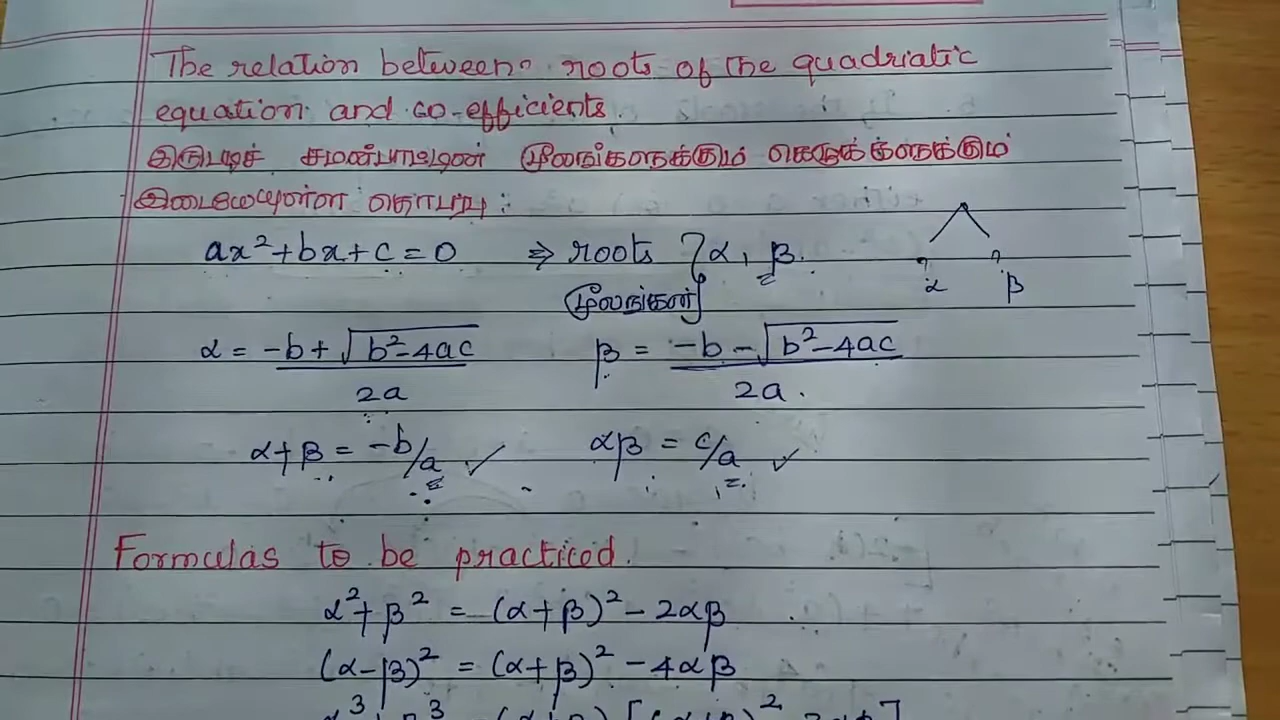 The relation between roots of the quadriatic
equation and co-efficients.
இருபடிச் சமன்பாட்டின் மூலங்களுக்கும் கெழுக்களுக்கும்
இடையேயுள்ள தொடர்பு :
ax²+bx+c=0 ⇒ roots } α, β.
மூலங்கள்
α β
α = -b+√b²-4ac / 2a β = -b-√b²-4ac / 2a.
α+β = -b/a ✓ αβ = c/a ✓
Formulas to be practiced.
α²+β² = (α+β)²-2αβ
(α-β)² = (α+β)²-4αβ